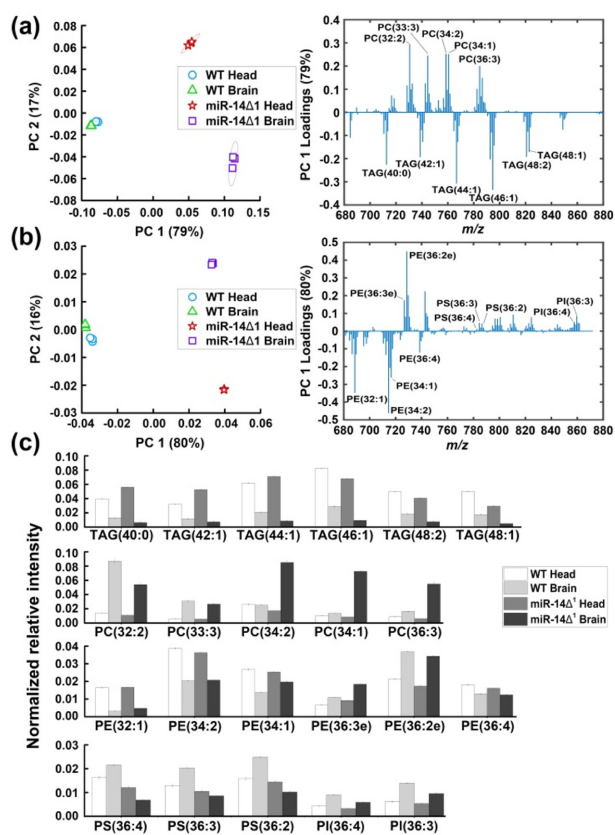 (a)
0.08
0.06
0.04
0.02
0.00
-0.02
-0.04
-0.06
-0.08
PC 2 (17%)
-0.10
-0.05
0.00
0.05
0.10
0.15
PC 1 (79%)
WT Head
WT Brain
miR-14Δ1 Head
miR-14Δ1 Brain
0.4
0.3
0.2
0.1
0
-0.1
-0.2
-0.3
-0.4
PC 1 Loadings (79%)
PC(33:3)
PC(34:2)
PC(32:2)
PC(34:1)
PC(36:3)
TAG(42:1)
TAG(48:1)
TAG(40:0)
TAG(48:2)
TAG(44:1)
TAG(46:1)
680 700 720 740 760 780 800 820 840 860 880
m/z
(b)
0.03
0.02
0.01
0.00
-0.01
-0.02
-0.03
PC 2 (16%)
-0.04
-0.02
0.00
0.02
0.04
0.06
PC 1 (80%)
WT Head
WT Brain
miR-14Δ1 Head
miR-14Δ1 Brain
0.5
0.4
0.3
0.2
0.1
0
-0.1
-0.2
-0.3
-0.4
-0.5
PC 1 Loadings (80%)
PE(36:2e)
PE(36:3e)
PS(36:3)
PS(36:2)
PI(36:3)
PS(36:4)
PI(36:4)
PE(36:4)
PE(34:1)
PE(32:1)
PE(34:2)
680 700 720 740 760 780 800 820 840 860 880
m/z
(c)
Normalized relative intensity
0.10
0.08
0.06
0.04
0.02
0.00
TAG(40:0) TAG(42:1) TAG(44:1) TAG(46:1) TAG(48:2) TAG(48:1)
0.10
0.08
0.06
0.04
0.02
0.00
PC(32:2) PC(33:3) PC(34:2) PC(34:1) PC(36:3)
WT Head
WT Brain
miR-14Δ¹ Head
miR-14Δ¹ Brain
0.04
0.03
0.02
0.01
0.00
PE(32:1) PE(34:2) PE(34:1) PE(36:3e) PE(36:2e) PE(36:4)
0.03
0.02
0.01
0.00
PS(36:4) PS(36:3) PS(36:2) PI(36:4) PI(36:3)